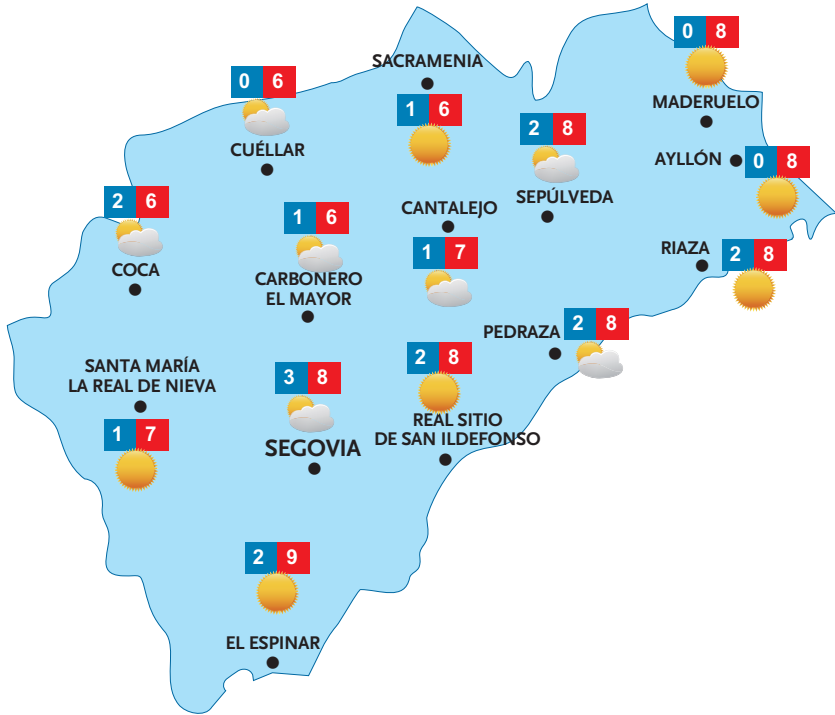 0 8
MADERUELO
SACRAMENIA
1 6
0 6
CUÉLLAR
2 8
SEPÚLVEDA
AYLLÓN
0 8
2 6
COCA
1 6
CARBONERO
EL MAYOR
CANTALEJO
1 7
RIAZA
2 8
PEDRAZA
2 8
SANTA MARÍA
LA REAL DE NIEVA
1 7
3 8
SEGOVIA
2 8
REAL SITIO
DE SAN ILDEFONSO
2 9
EL ESPINAR